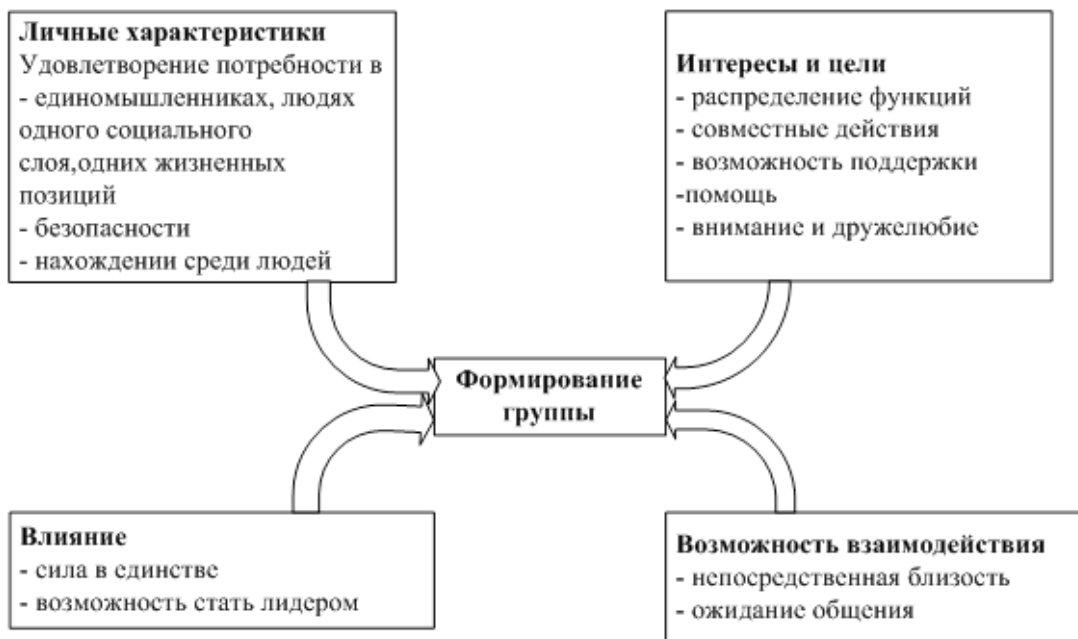 Личные характеристики
Удовлетворение потребности в
- единомышленниках, людях
одного социального
слоя,одних жизненных
позиций
- безопасности
- нахождении среди людей
Интересы и цели
- распределение функций
- совместные действия
- возможность поддержки
-помощь
- внимание и дружелюбие
Формирование
группы
Влияние
- сила в единстве
- возможность стать лидером
Возможность взаимодействия
- непосредственная близость
- ожидание общения